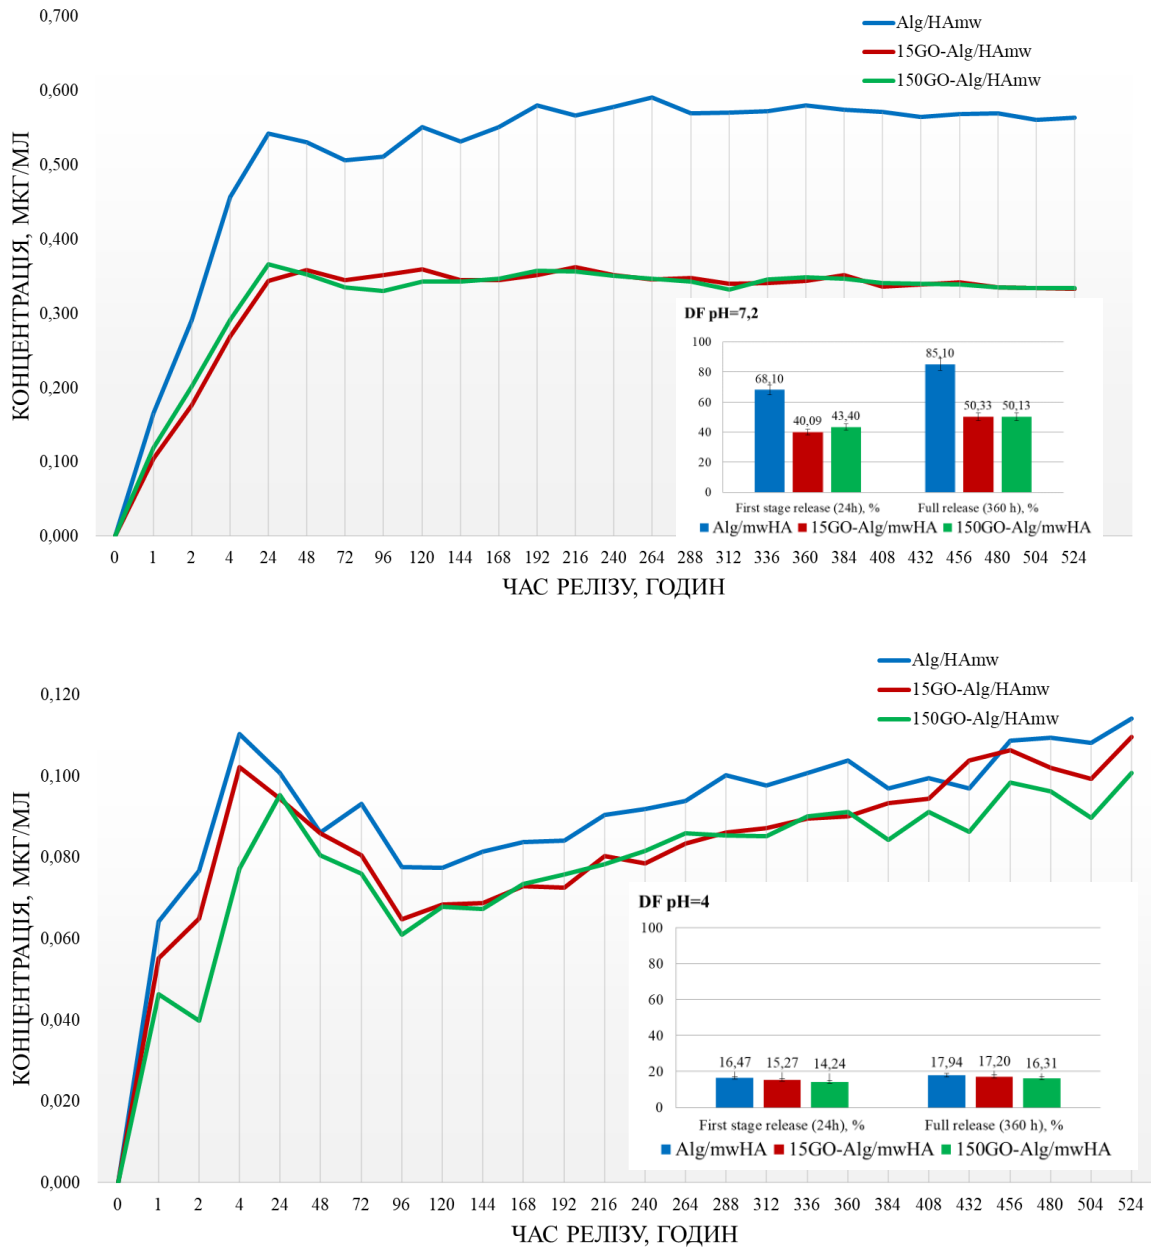 0,700
0,600
0,500
0,400
0,300
0,200
0,100
0,000
КОНЦЕНТРАЦІЯ, МКГ/МЛ
Alg/HAmw
15GO-Alg/HAmw
150GO-Alg/HAmw
DF pH=7,2
100
80
60
40
20
0
68,10
40,09
43,40
85,10
50,33
50,13
First stage release (24h), %
Full release (360 h), %
Alg/mwHA 15GO-Alg/mwHA 150GO-Alg/mwHA
0 1 2 4 24 48 72 96 120 144 168 192 216 240 264 288 312 336 360 384 408 432 456 480 504 524
ЧАС РЕЛІЗУ, ГОДИН
Alg/HAmw
15GO-Alg/HAmw
150GO-Alg/HAmw
0,120
0,100
0,080
0,060
0,040
0,020
0,000
КОНЦЕНТРАЦІЯ, МКГ/МЛ
DF pH=4
100
80
60
40
20
0
16,47
15,27
14,24
17,94
17,20
16,31
First stage release (24h), %
Full release (360 h), %
Alg/mwHA 15GO-Alg/mwHA 150GO-Alg/mwHA
0 1 2 4 24 48 72 96 120 144 168 192 216 240 264 288 312 336 360 384 408 432 456 480 504 524
ЧАС РЕЛІЗУ, ГОДИН